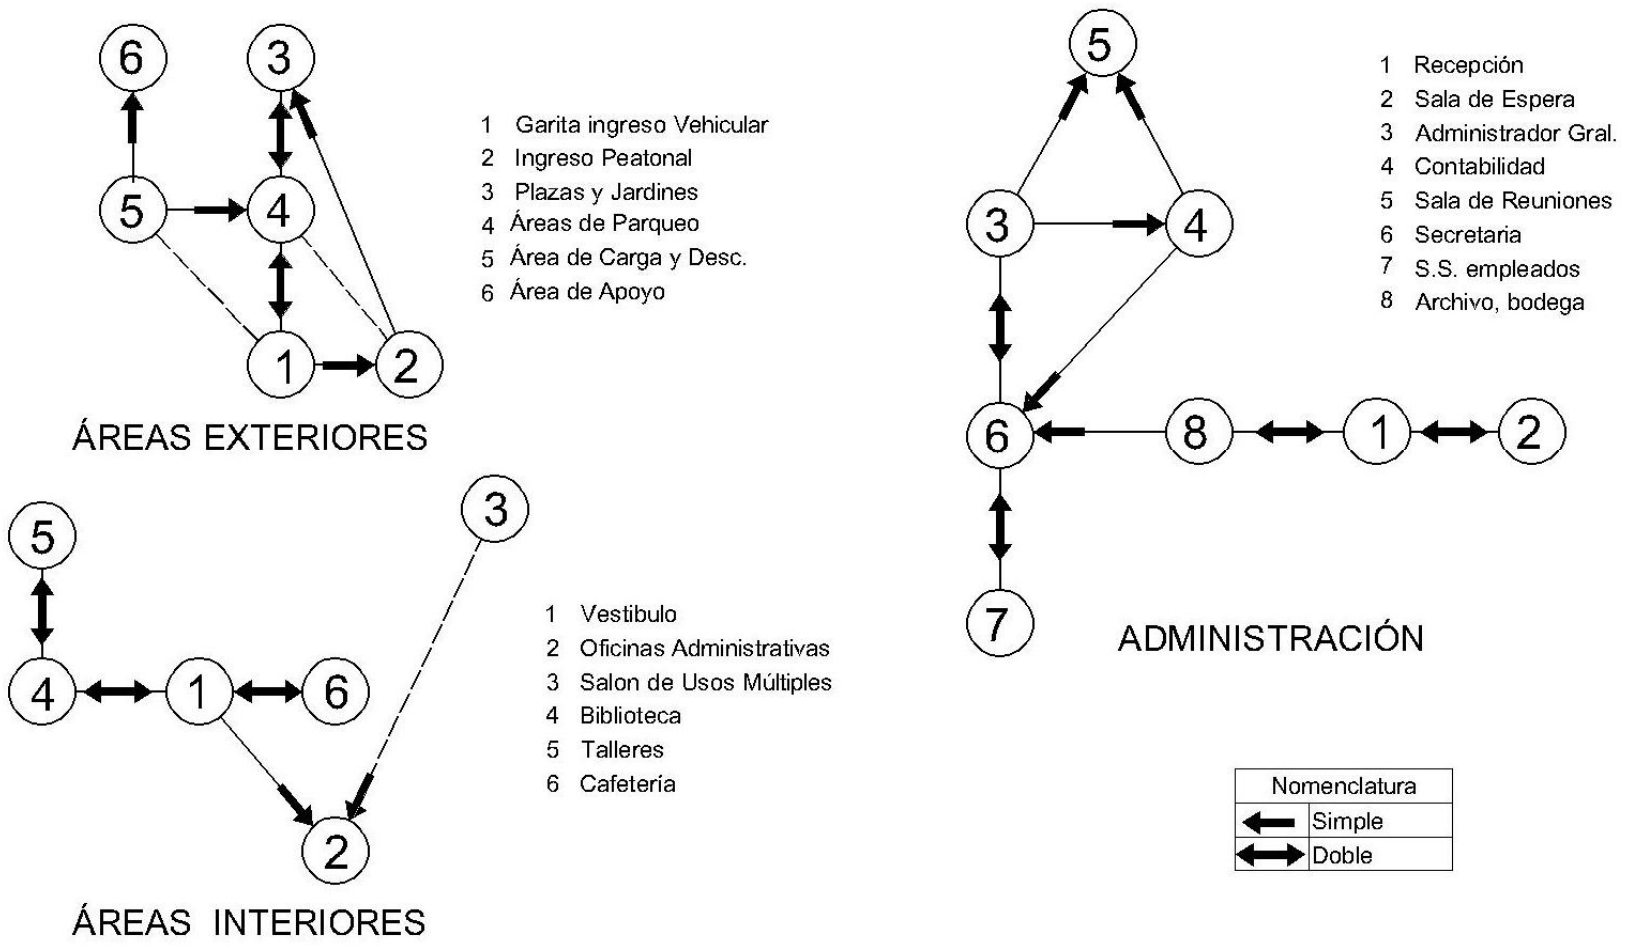 6
3
5
4
1
2
1 Garita ingreso Vehicular
2 Ingreso Peatonal
3 Plazas y Jardines
4 Áreas de Parqueo
5 Área de Carga y Desc.
6 Área de Apoyo
ÁREAS EXTERIORES
5
3
4
6
8
1
2
7
1 Recepción
2 Sala de Espera
3 Administrador Gral.
4 Contabilidad
5 Sala de Reuniones
6 Secretaria
7 S.S. empleados
8 Archivo, bodega
ADMINISTRACIÓN
3
5
4
1
6
2
1 Vestibulo
2 Oficinas Administrativas
3 Salon de Usos Múltiples
4 Biblioteca
5 Talleres
6 Cafetería
ÁREAS INTERIORES
Nomenclatura
Simple
Doble